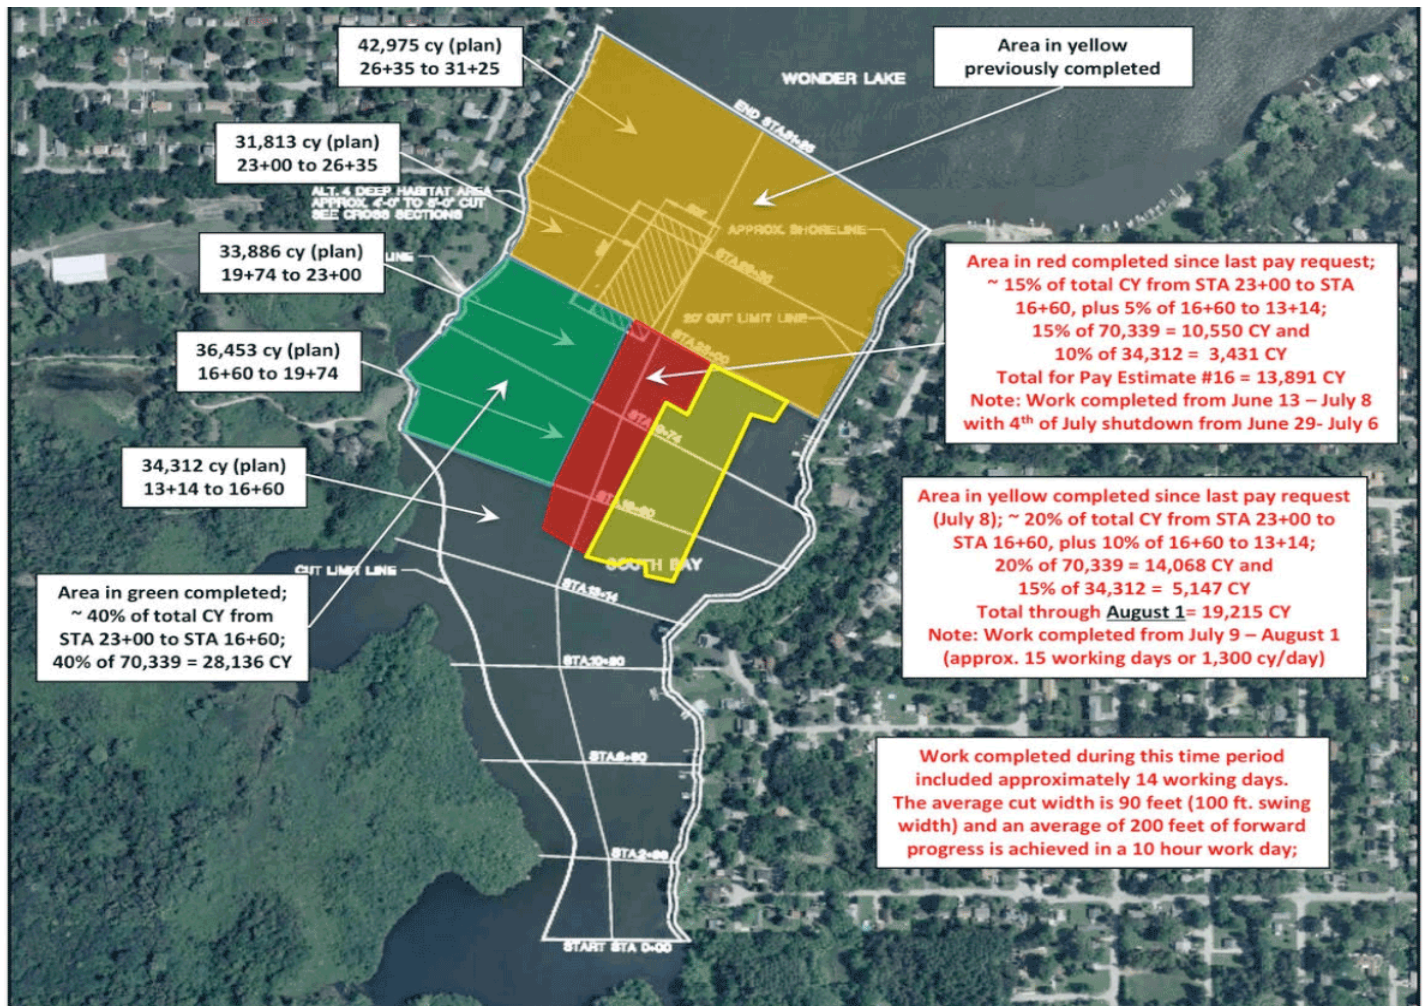 42,975 cy (plan)
26+35 to 31+25
Area in yellow
previously completed
WONDER LAKE
END STA.31+25
31,813 cy (plan)
23+00 to 26+35
ALT. 4 DEEP HABITAT AREA
APPROX. 4'-0" TO 6'-0" CUT
SEE CROSS SECTIONS
APPROX. SHORELINE
33,886 cy (plan)
19+74 to 23+00
LINE
STA.26+35
20' CUT LIMIT LINE
STA.23+00
Area in red completed since last pay request;
~ 15% of total CY from STA 23+00 to STA
16+60, plus 5% of 16+60 to 13+14;
15% of 70,339 = 10,550 CY and
10% of 34,312 = 3,431 CY
Total for Pay Estimate #16 = 13,891 CY
Note: Work completed from June 13 – July 8
with 4th of July shutdown from June 29- July 6
36,453 cy (plan)
16+60 to 19+74
STA.19+74
34,312 cy (plan)
13+14 to 16+60
STA.16+60
SOUTH BAY
Area in yellow completed since last pay request
(July 8); ~ 20% of total CY from STA 23+00 to
STA 16+60, plus 10% of 16+60 to 13+14;
20% of 70,339 = 14,068 CY and
15% of 34,312 = 5,147 CY
Total through August 1= 19,215 CY
Note: Work completed from July 9 – August 1
(approx. 15 working days or 1,300 cy/day)
CUT LIMIT LINE
STA.13+14
Area in green completed;
~ 40% of total CY from
STA 23+00 to STA 16+60;
40% of 70,339 = 28,136 CY
Work completed during this time period
included approximately 14 working days.
The average cut width is 90 feet (100 ft. swing
width) and an average of 200 feet of forward
progress is achieved in a 10 hour work day;
START STA 0+00